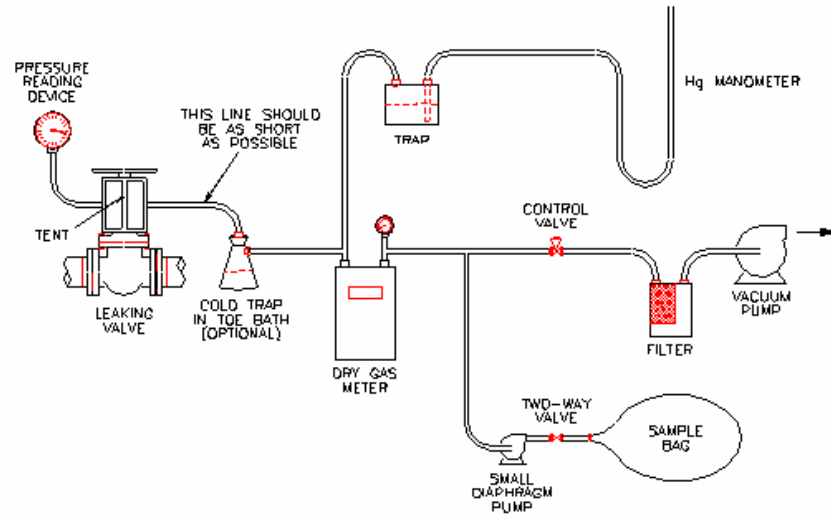 PRESSURE
READING
DEVICE
THIS LINE SHOULD
BE AS SHORT
AS POSSIBLE
TRAP
Hg MANOMETER
TENT
CONTROL
VALVE
LEAKING
VALVE
COLD TRAP
IN TOE BATH
(OPTIONAL)
DRY GAS
METER
FILTER
VACUUM
PUMP
TWO-WAY
VALVE
SAMPLE
BAG
SMALL
DIAPHRAGM
PUMP